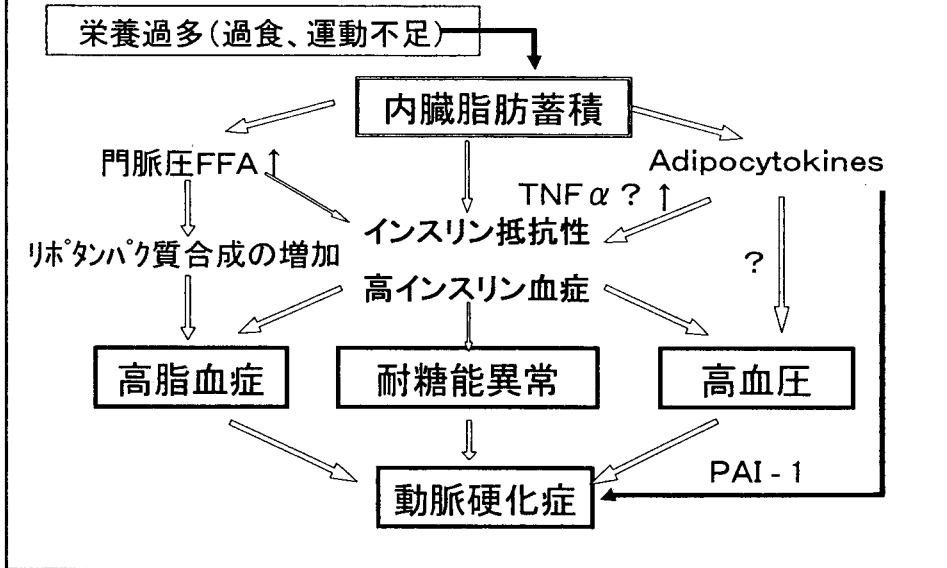 栄養過多(過食、運動不足)
内臓脂肪蓄積
門脈圧FFA↑
Adipocytokines
TNFα? ↑
インスリン抵抗性
リポタンパク質合成の増加
?
高インスリン血症
高脂血症
耐糖能異常
高血圧
PAI-1
動脈硬化症